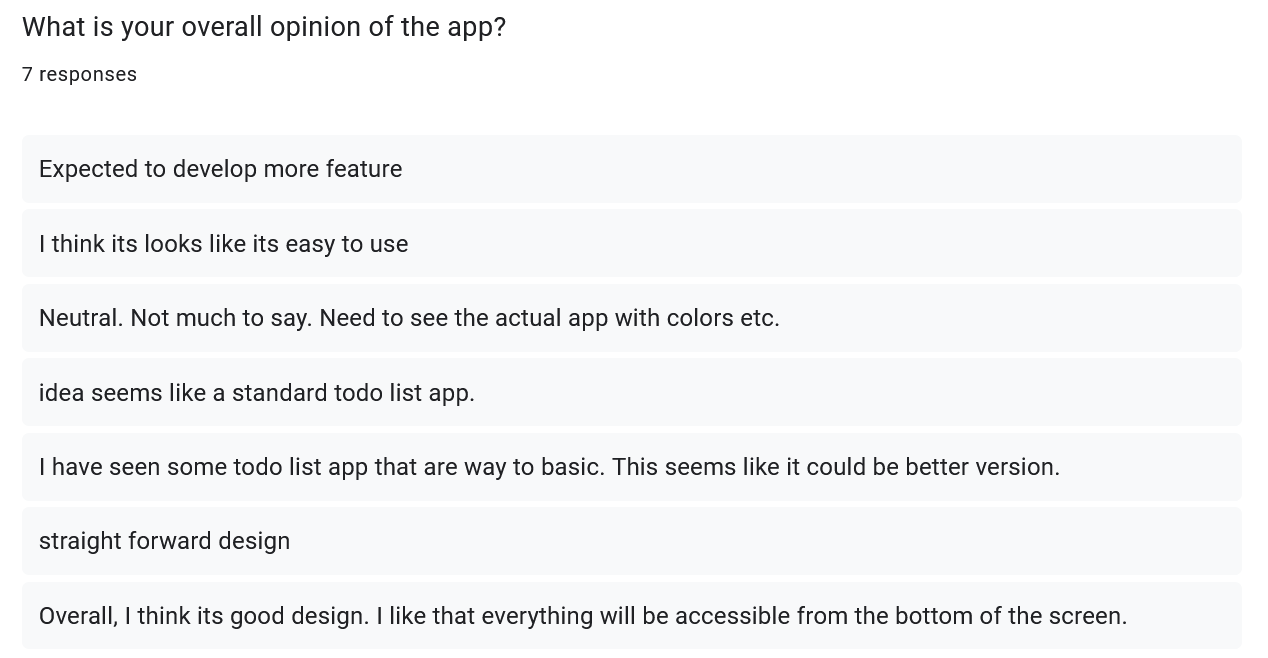 What is your overall opinion of the app?
7 responses
Expected to develop more feature
I think its looks like its easy to use
Neutral. Not much to say. Need to see the actual app with colors etc.
idea seems like a standard todo list app.
I have seen some todo list app that are way to basic. This seems like it could be better version.
straight forward design
Overall, I think its good design. I like that everything will be accessible from the bottom of the screen.